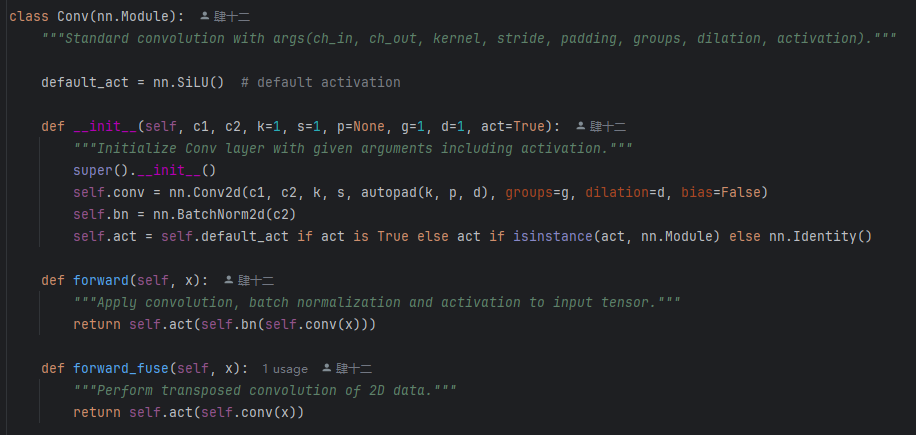 class Conv(nn.Module): 肆十二
"""Standard convolution with args(ch_in, ch_out, kernel, stride, padding, groups, dilation, activation)."""
default_act = nn.SiLU()  # default activation
def __init__(self, c1, c2, k=1, s=1, p=None, g=1, d=1, act=True): 肆十二
"""Initialize Conv layer with given arguments including activation."""
super().__init__()
self.conv = nn.Conv2d(c1, c2, k, s, autopad(k, p, d), groups=g, dilation=d, bias=False)
self.bn = nn.BatchNorm2d(c2)
self.act = self.default_act if act is True else act if isinstance(act, nn.Module) else nn.Identity()
def forward(self, x): 肆十二
"""Apply convolution, batch normalization and activation to input tensor."""
return self.act(self.bn(self.conv(x)))
def forward_fuse(self, x): 1 usage 肆十二
"""Perform transposed convolution of 2D data."""
return self.act(self.conv(x))